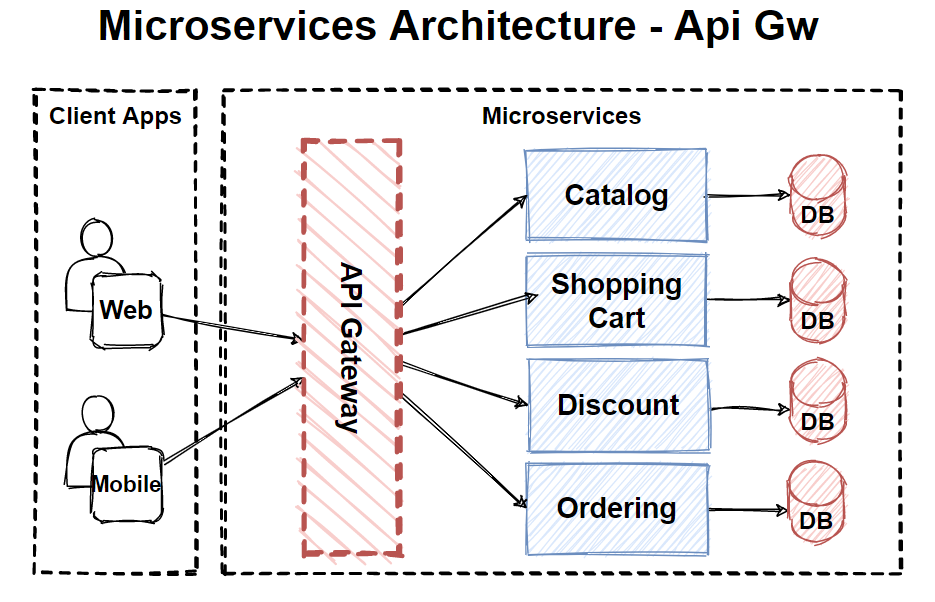 Microservices Architecture - Api Gw
Client Apps
Microservices
Web
Mobile
API Gateway
Catalog
DB
Shopping
Cart
DB
Discount
DB
Ordering
DB